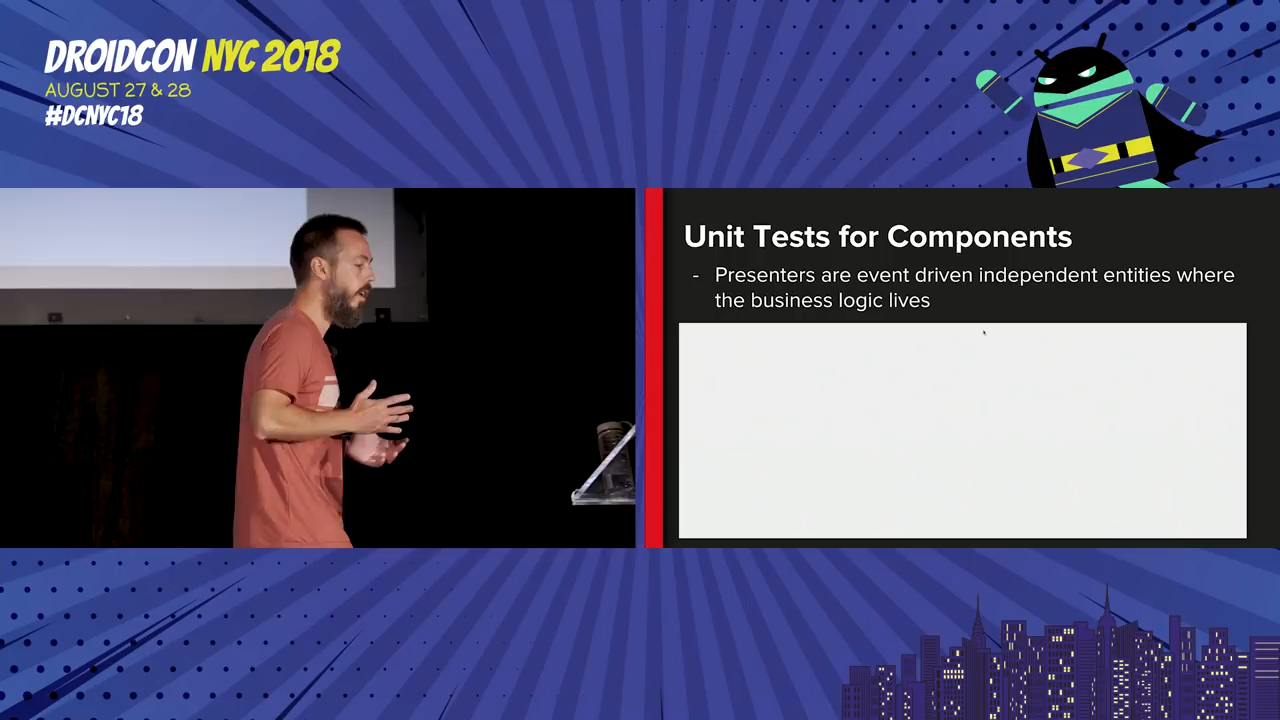 DROIDCON NYC 2018
AUGUST 27 & 28
#DCNYC18
Unit Tests for Components
- Presenters are event driven independent entities where
the business logic lives